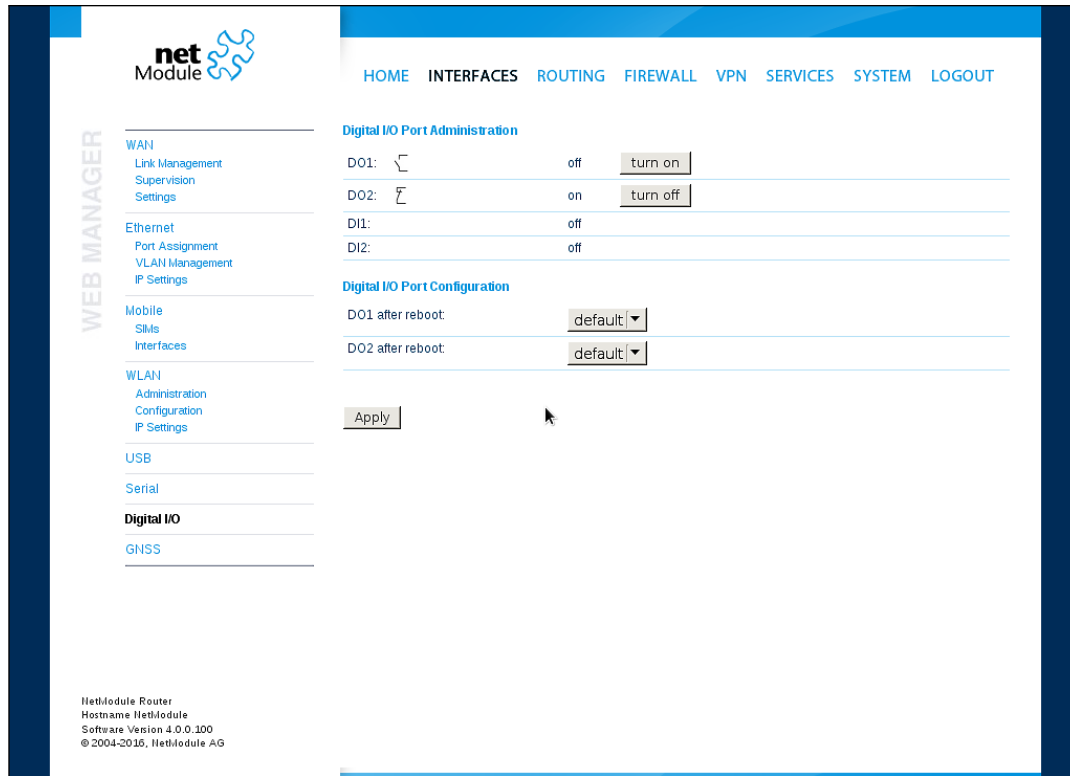 net
Module
HOME INTERFACES ROUTING FIREWALL VPN SERVICES SYSTEM LOGOUT
WEB MANAGER
WAN
Link Management
Supervision
Settings
Ethernet
Port Assignment
VLAN Management
IP Settings
Mobile
SIMs
Interfaces
WLAN
Administration
Configuration
IP Settings
USB
Serial
Digital I/O
GNSS
Digital I/O Port Administration
DO1: off turn on
DO2: on turn off
DI1: off
DI2: off
Digital I/O Port Configuration
DO1 after reboot: default
DO2 after reboot: default
Apply
NetModule Router
Hostname NetModule
Software Version 4.0.0.100
© 2004-2016, NetModule AG